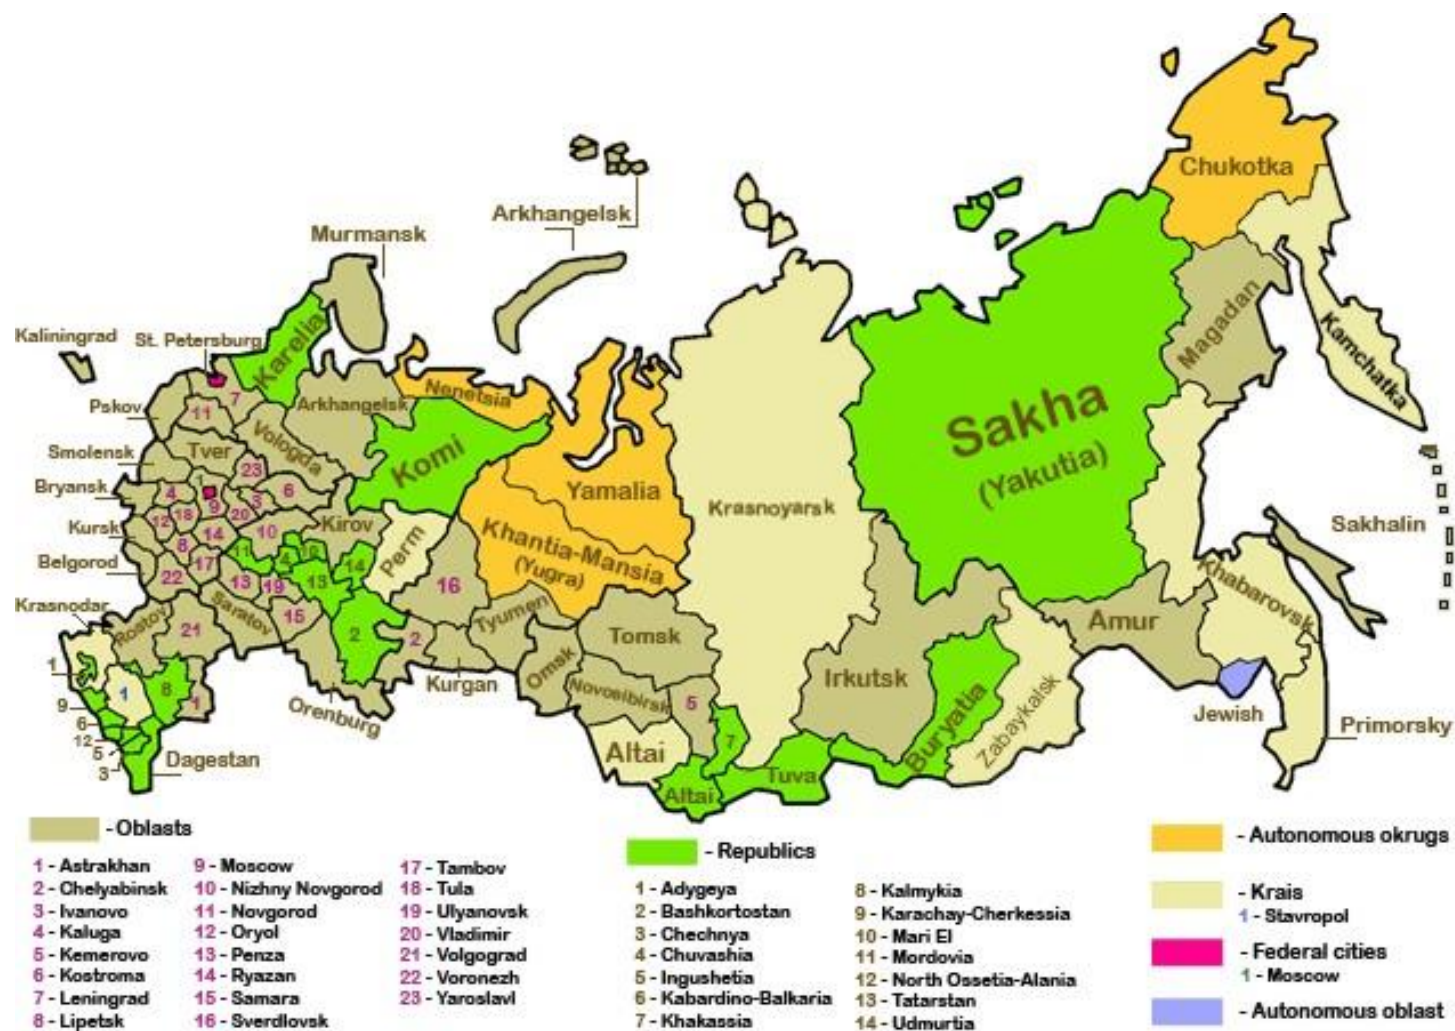 Chukotka
Arkhangelsk
Murmansk
Magadan
Kamchatka
Kaliningrad
St. Petersburg
Karelia
Nenetsia
Pskov
11
7
Arkhangelsk
Sakha
(Yakutia)
Smolensk
Tver
Vologda
Komi
Yamalia
23
Bryansk
4
1
9
3
6
Krasnoyarsk
Kursk
12
18
20
10
Kirov
Khantia-Mansia
(Yugra)
Sakhalin
8
14
Perm
Belgorod
17
11
4
10
14
22
13
19
13
16
Khabarovsk
Krasnodar
Rostov
21
Saratov
15
2
2
Tyumen
Tomsk
Amur
1
1
8
1
Orenburg
Kurgan
Omsk
Novosibirsk
5
Irkutsk
Buryatia
Zabaykalsk
Jewish
Primorsky
9
6
12
5
3
Dagestan
Altai
7
Altai
Tuva
- Oblasts
1 - Astrakhan
2 - Chelyabinsk
3 - Ivanovo
4 - Kaluga
5 - Kemerovo
6 - Kostroma
7 - Leningrad
8 - Lipetsk
9 - Moscow
10 - Nizhny Novgorod
11 - Novgorod
12 - Oryol
13 - Penza
14 - Ryazan
15 - Samara
16 - Sverdlovsk
17 - Tambov
18 - Tula
19 - Ulyanovsk
20 - Vladimir
21 - Volgograd
22 - Voronezh
23 - Yaroslavl
- Republics
1 - Adygeya
2 - Bashkortostan
3 - Chechnya
4 - Chuvashia
5 - Ingushetia
6 - Kabardino-Balkaria
7 - Khakassia
8 - Kalmykia
9 - Karachay-Cherkessia
10 - Mari El
11 - Mordovia
12 - North Ossetia-Alania
13 - Tatarstan
14 - Udmurtia
- Autonomous okrugs
- Krais
1 - Stavropol
- Federal cities
1 - Moscow
- Autonomous oblast